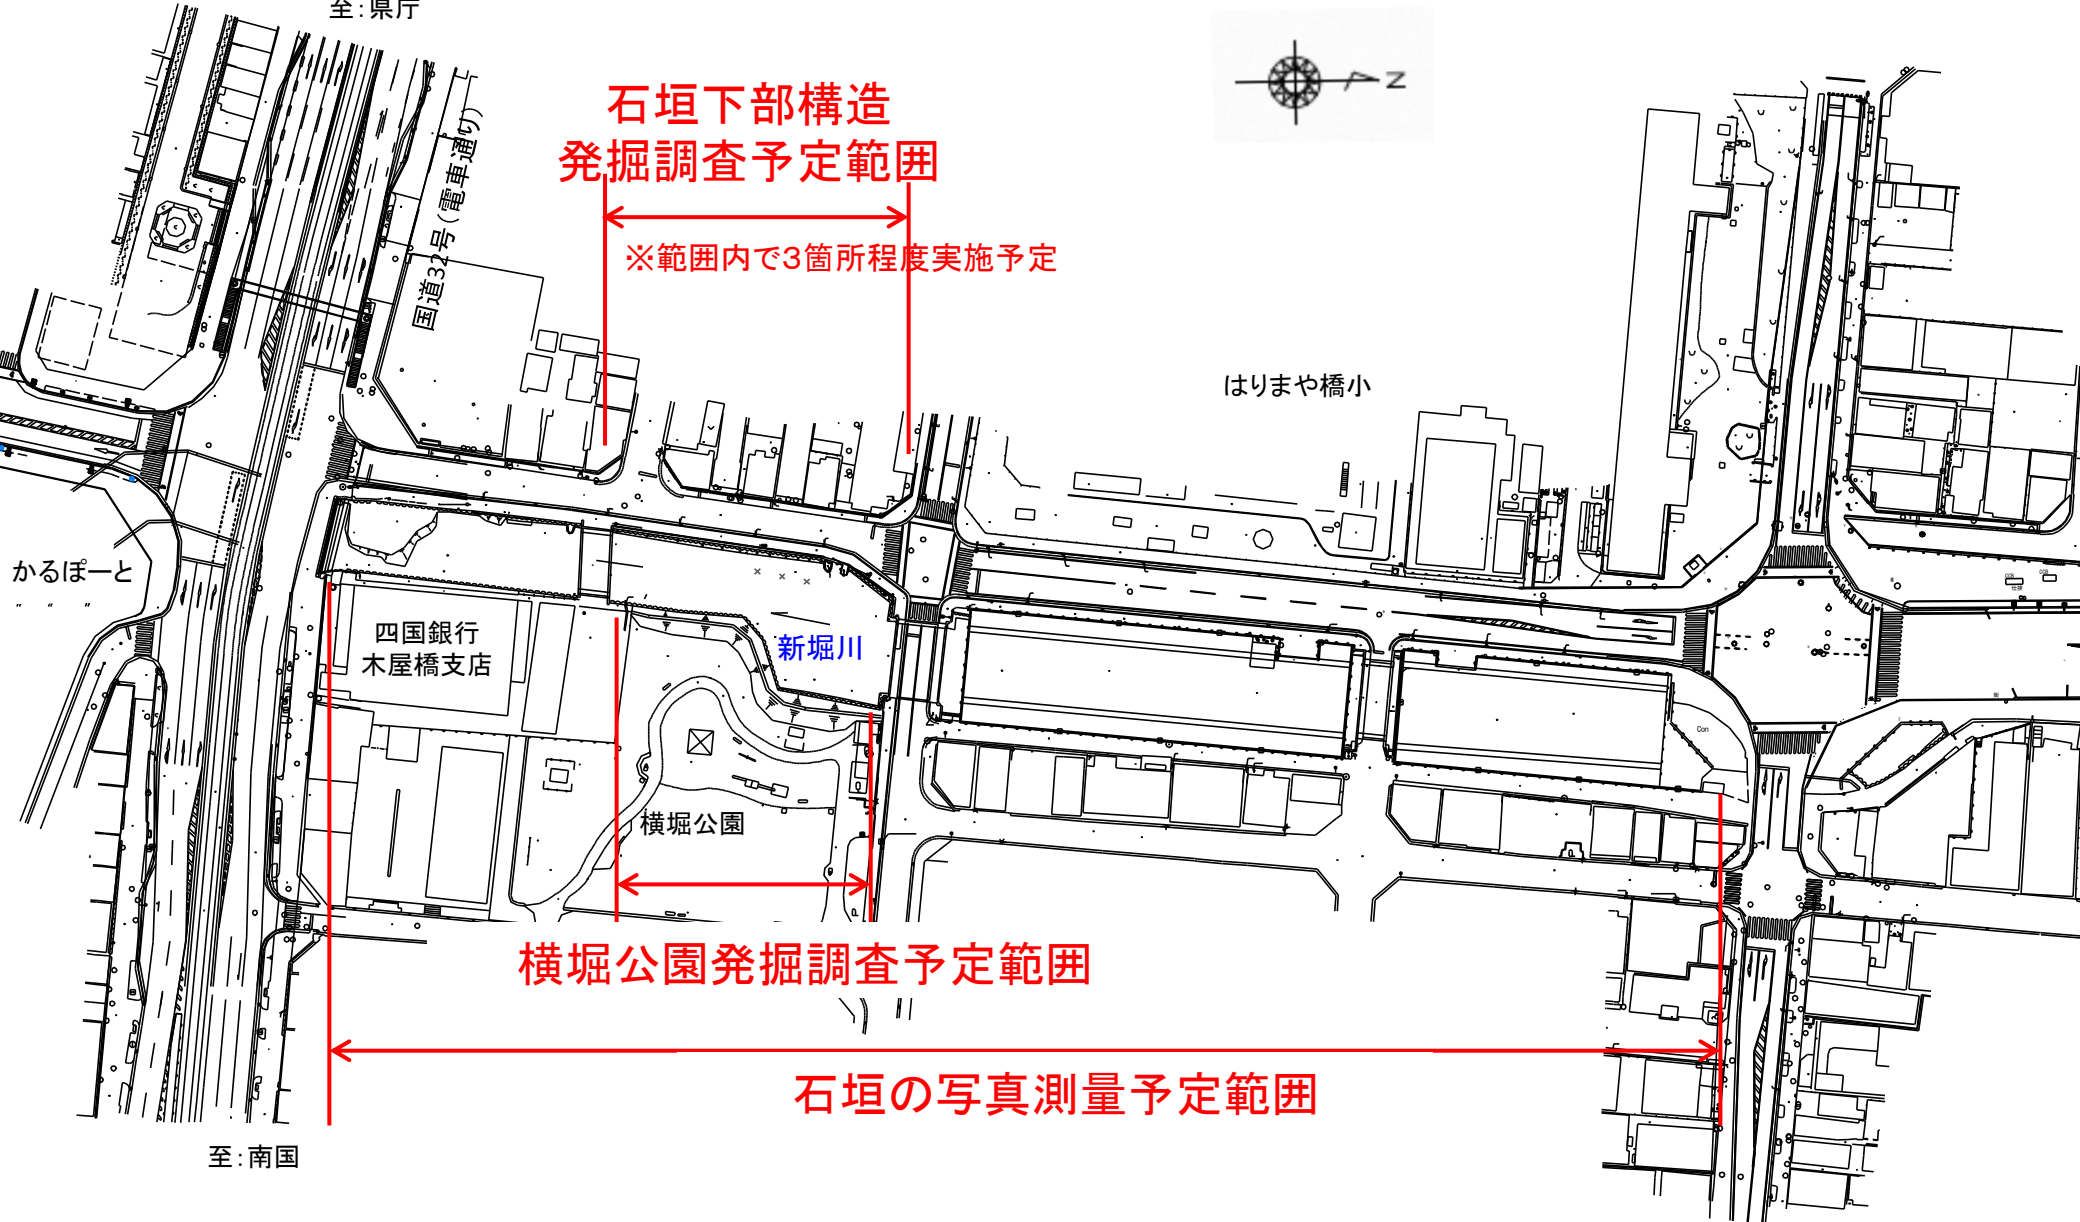 至：県庁
N
石垣下部構造
発掘調査予定範囲
国道32号（電車通り）
※範囲内で3箇所程度実施予定
はりまや橋小
かるぽーと
四国銀行
木屋橋支店
新堀川
横堀公園
Con
横堀公園発掘調査予定範囲
石垣の写真測量予定範囲
至：南国